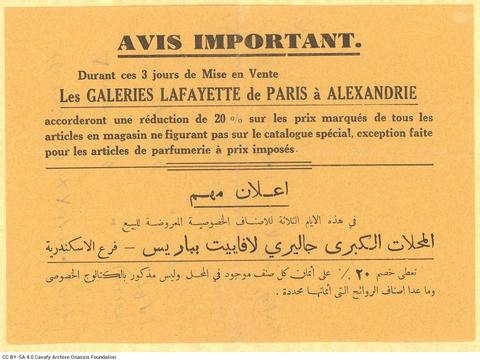 AVIS IMPORTANT.
Durant ces 3 jours de Mise en Vente
Les GALERIES LAFAYETTE de PARIS à ALEXANDRIE
accorderont une réduction de 20 % sur les prix marqués de tous les
articles en magasin ne figurant pas sur le catalogue spécial, exception faite
pour les articles de parfumerie à prix imposés.
اعلان مهم
في هذه الايام الثلاثة للاصناف الخصوصية المعروضة للبيع
المحلات الكبرى جاليري لافاييت بباريس – فرع الاسكندرية
تعطى خصم ٢٠ ٪ على أثمان كل صنف موجود في المحل وليس مذكور بالكتالوج الخصوصى
وما عدا اصناف الروائح التى أثمانها محددة .
CC BY-SA 4.0 Cavafy Archive Onassis Foundation